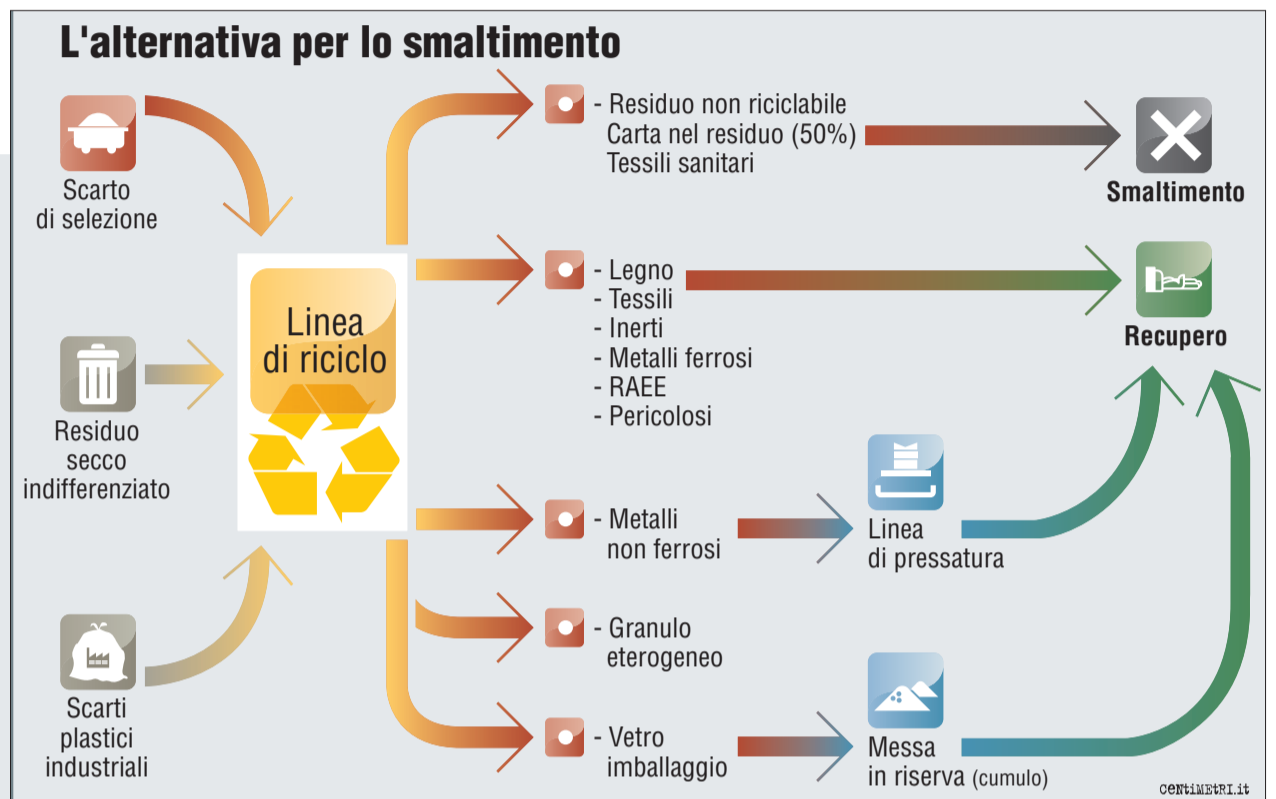 L'alternativa per lo smaltimento
Scarto
di selezione
Residuo
secco
indifferenziato
Scarti
plastici
industriali
Linea
di riciclo
- Residuo non riciclabile
Carta nel residuo (50%)
Tessili sanitari
Smaltimento
- Legno
- Tessili
- Inerti
- Metalli ferrosi
- RAEE
- Pericolosi
Recupero
- Metalli
non ferrosi
Linea
di pressatura
- Granulo
eterogeneo
- Vetro
imballaggio
Messa
in riserva (cumulo)
CENTiMETRI.it